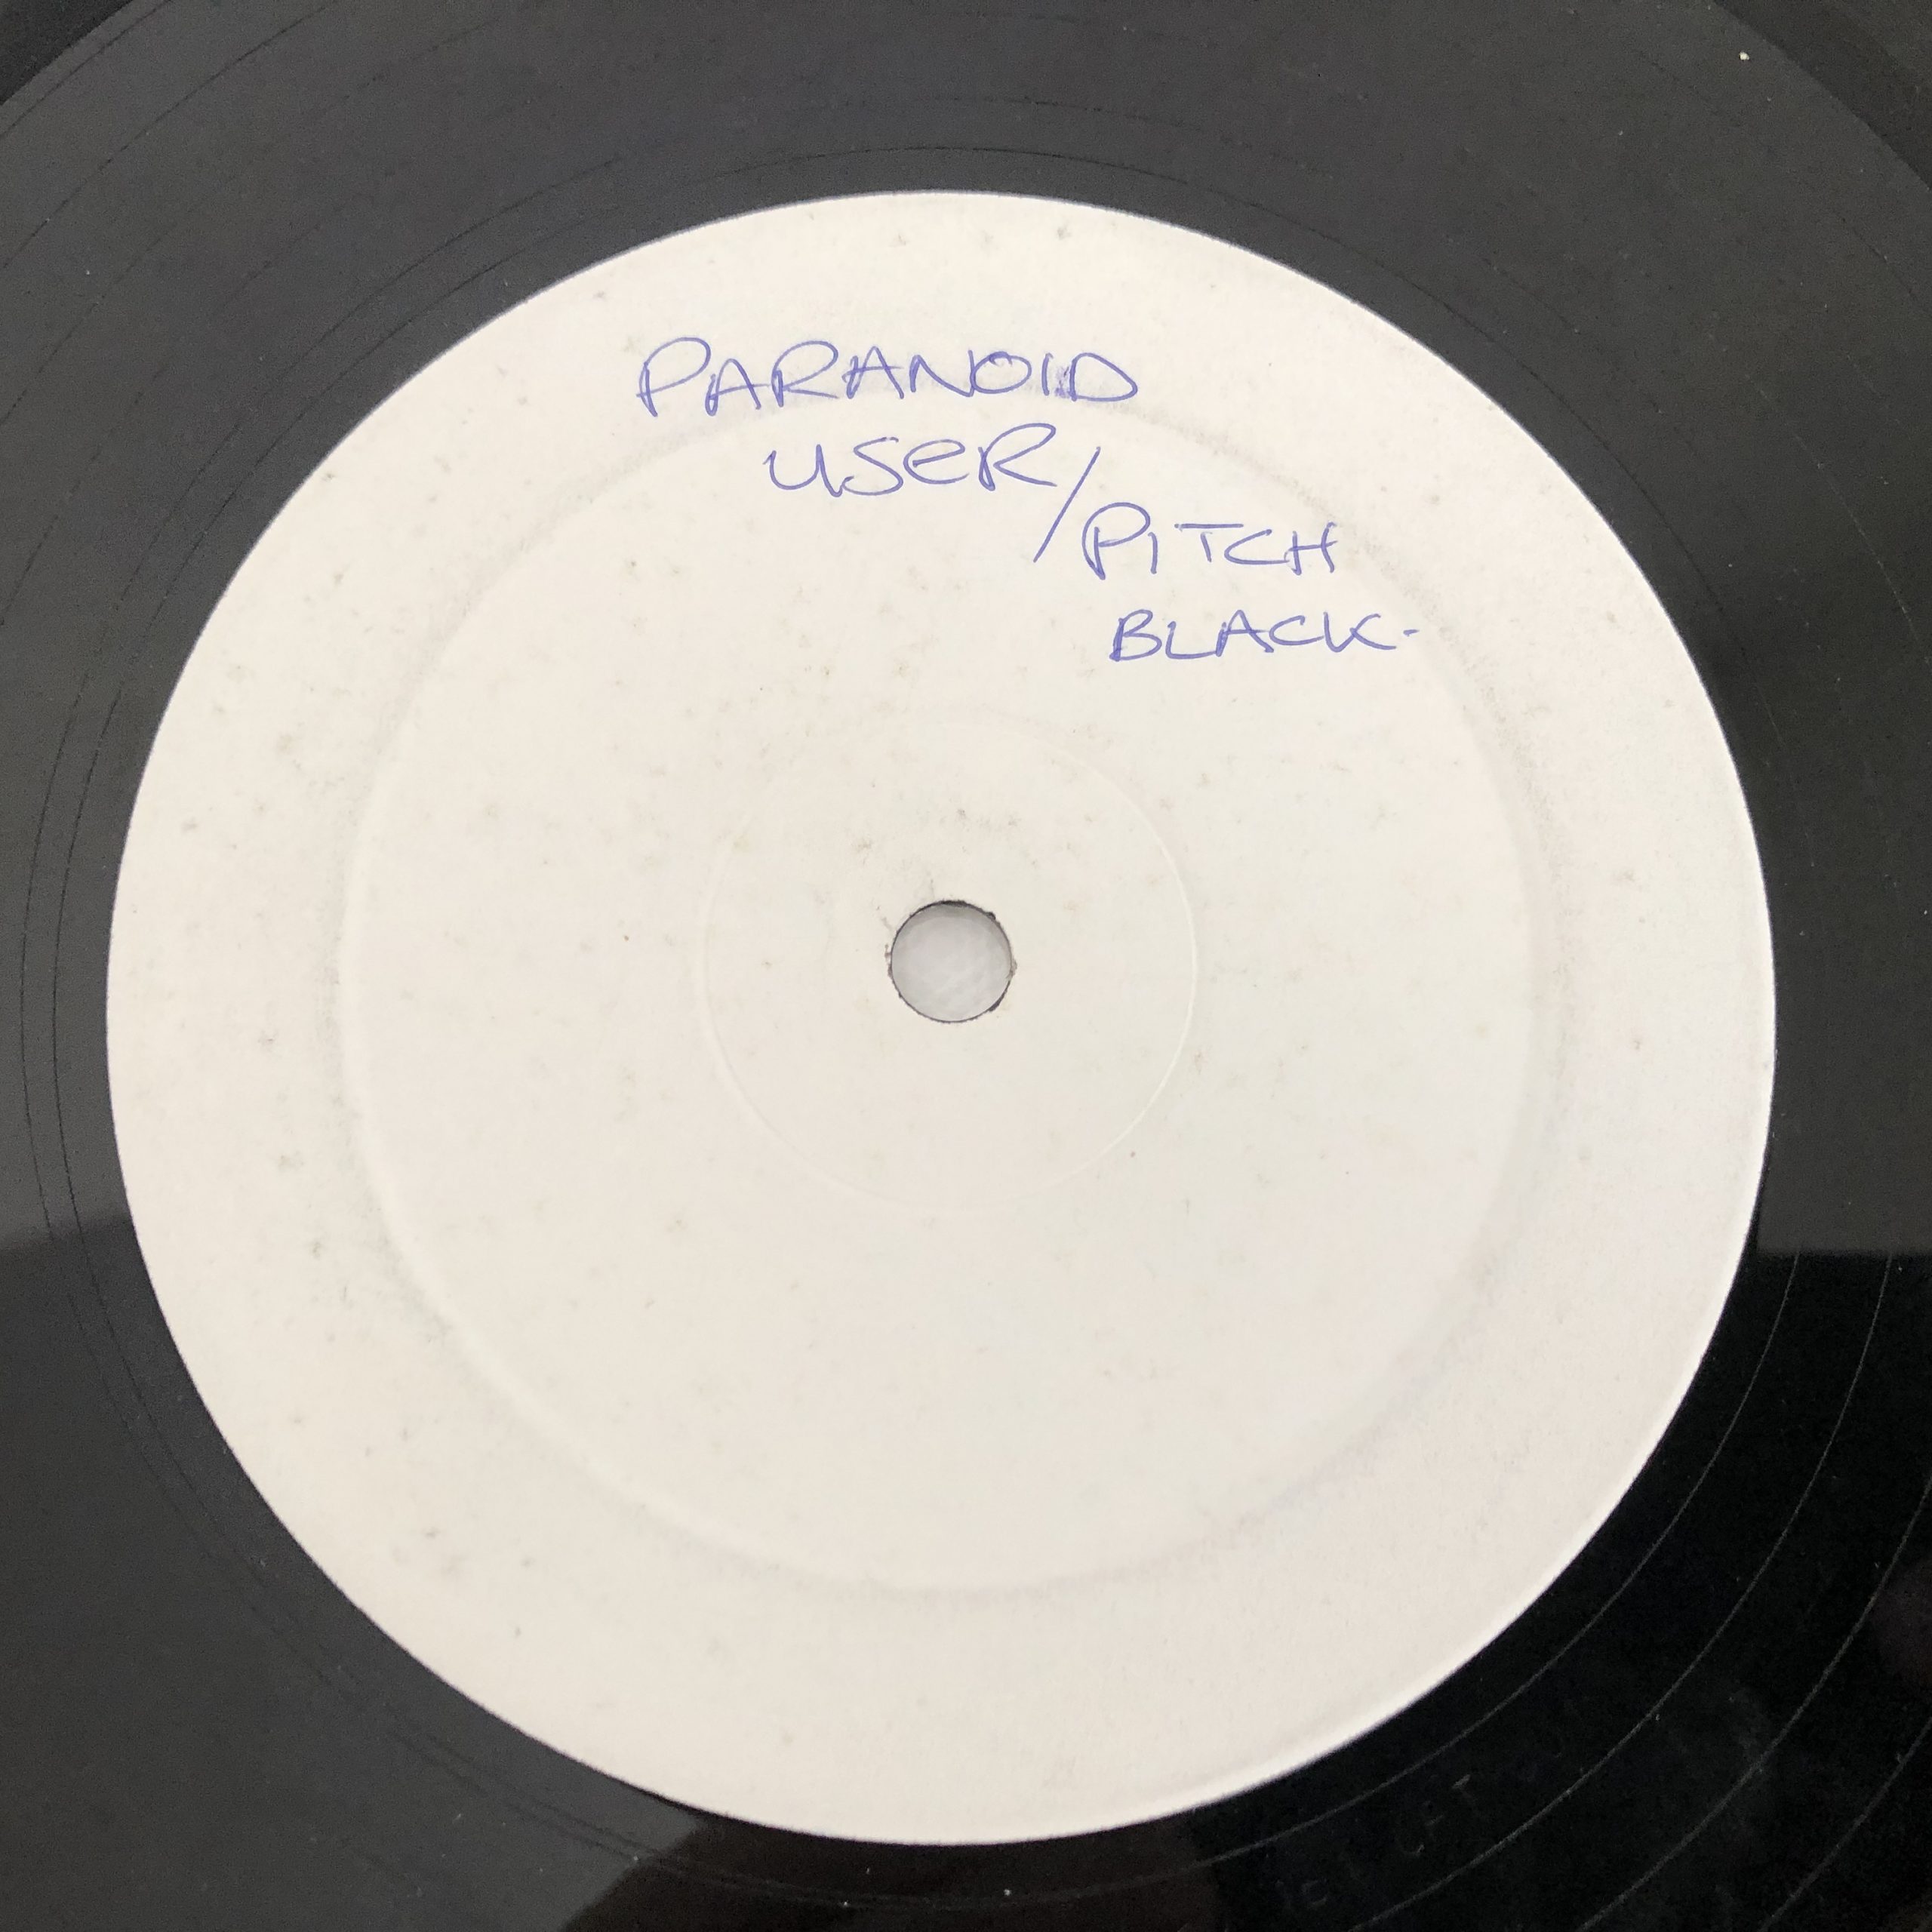 PARANOID
USER/
PITCH
BLACK-